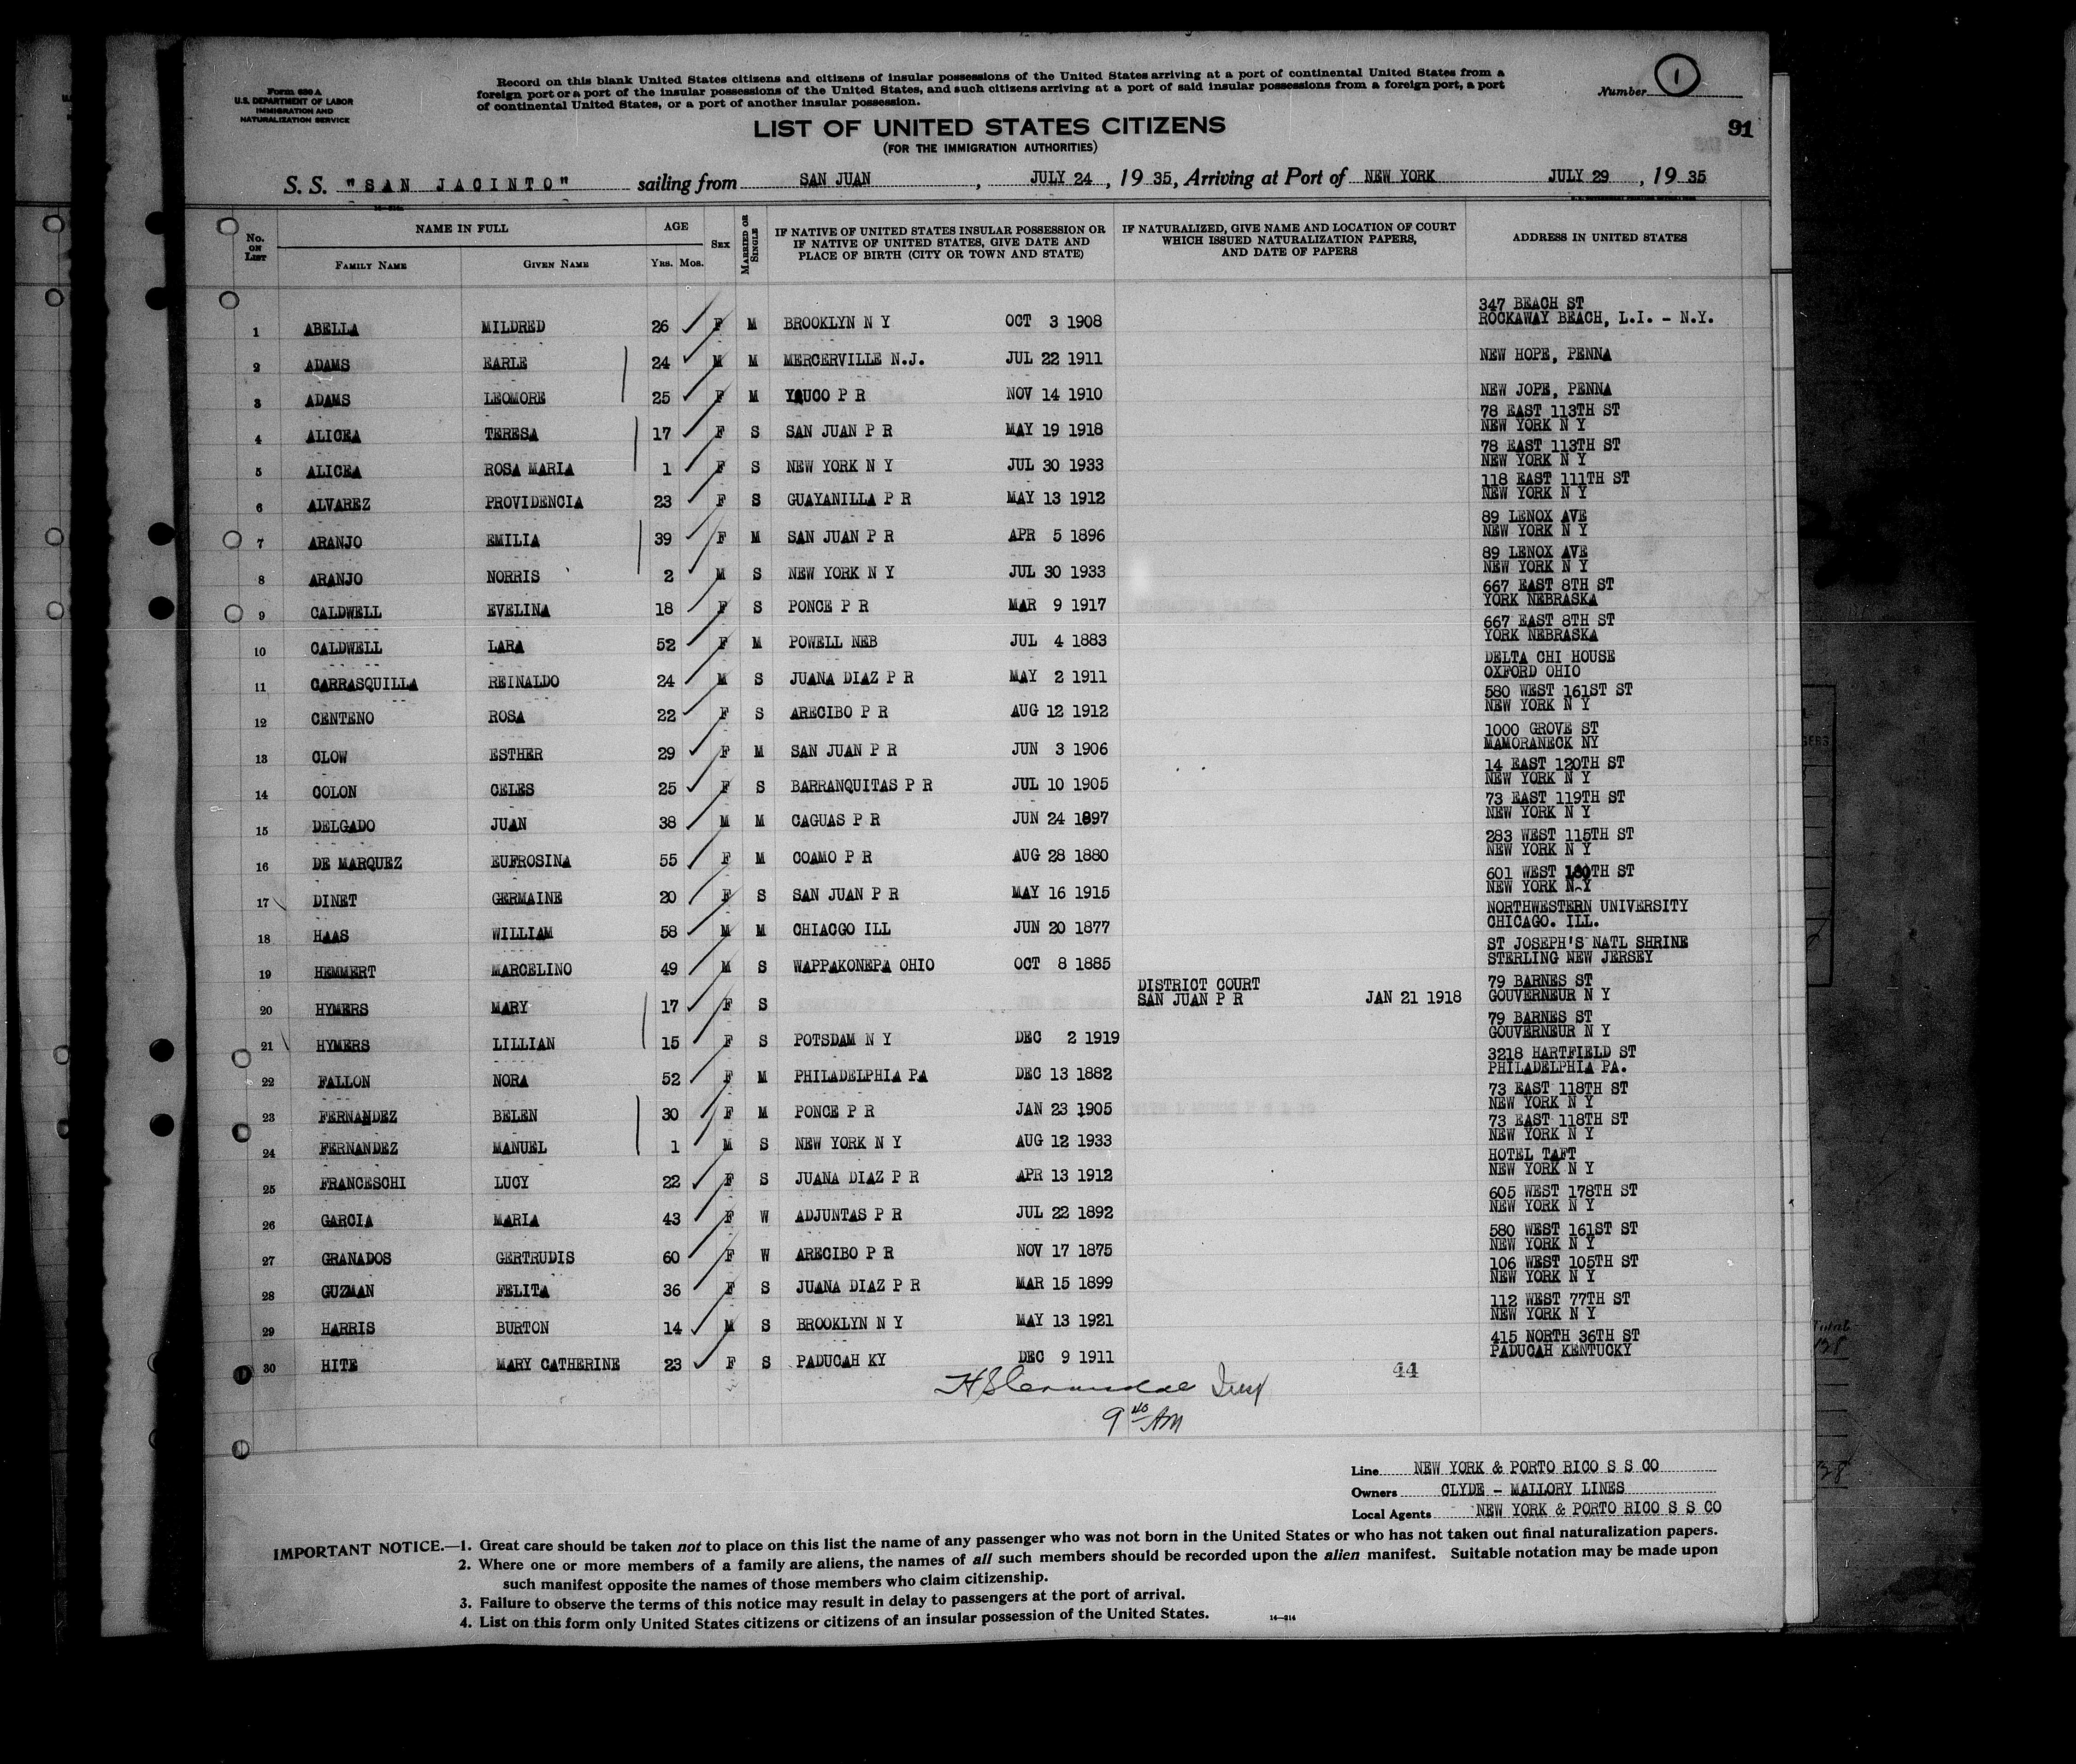 Form 630 A
U.S. DEPARTMENT OF LABOR
IMMIGRATION AND
NATURALIZATION SERVICE
Record on this blank United States citizens and citizens of insular possessions of the United States arriving at a port of continental United States from a
foreign port or a port of the insular possessions of the United States, and such citizens arriving at a port of said insular possessions from a foreign port, a port
of continental United States, or a port of another insular possession.
Number 1
LIST OF UNITED STATES CITIZENS
91
(FOR THE IMMIGRATION AUTHORITIES)
S. S. "SAN JACINTO" sailing from SAN JUAN, JULY 24, 1935, Arriving at Port of NEW YORK JULY 29, 1935
No. ON LIST
NAME IN FULL
FAMILY NAME
GIVEN NAME
AGE
YRS. MOS.
SEX
MARRIED OR SINGLE
IF NATIVE OF UNITED STATES INSULAR POSSESSION OR
IF NATIVE OF UNITED STATES, GIVE DATE AND
PLACE OF BIRTH (CITY OR TOWN AND STATE)
IF NATURALIZED, GIVE NAME AND LOCATION OF COURT
WHICH ISSUED NATURALIZATION PAPERS,
AND DATE OF PAPERS
ADDRESS IN UNITED STATES
1 ABELLA MILDRED 26 F M BROOKLYN N Y OCT 3 1908 347 BEACH ST
ROCKAWAY BEACH, L.I. - N.Y.
2 ADAMS EARLE 24 M M MERCERVILLE N.J. JUL 22 1911 NEW HOPE, PENNA
3 ADAMS LEOMORE 25 F M YAUCO P R NOV 14 1910 NEW JOPE, PENNA
4 ALICEA TERESA 17 F S SAN JUAN P R MAY 19 1918 78 EAST 113TH ST
NEW YORK N Y
5 ALICEA ROSA MARIA 1 F S NEW YORK N Y JUL 30 1933 78 EAST 113TH ST
NEW YORK N Y
6 ALVAREZ PROVIDENCIA 23 F S GUAYANILLA P R MAY 13 1912 118 EAST 111TH ST
NEW YORK N Y
7 ARANJO EMILIA 39 F M SAN JUAN P R APR 5 1896 89 LENOX AVE
NEW YORK N Y
8 ARANJO NORRIS 2 M S NEW YORK N Y JUL 30 1933 89 LENOX AVE
NEW YORK N Y
9 CALDWELL EVELINA 18 F S PONCE P R MAR 9 1917 667 EAST 8TH ST
YORK NEBRASKA
10 CALDWELL LARA 52 F M POWELL NEB JUL 4 1883 667 EAST 8TH ST
YORK NEBRASKA
11 CARRASQUILLA REINALDO 24 M S JUANA DIAZ P R MAY 2 1911 DELTA CHI HOUSE
OXFORD OHIO
12 CENTENO ROSA 22 F S ARECIBO P R AUG 12 1912 580 WEST 161ST ST
NEW YORK N Y
13 CLOW ESTHER 29 F M SAN JUAN P R JUN 3 1906 1000 GROVE ST
MAMORANECK NY
14 COLON CELES 25 F S BARRANQUITAS P R JUL 10 1905 14 EAST 120TH ST
NEW YORK N Y
15 DELGADO JUAN 38 M M CAGUAS P R JUN 24 1897 73 EAST 119TH ST
NEW YORK N Y
16 DE MARQUEZ EUFROSINA 55 F M COAMO P R AUG 28 1880 283 WEST 115TH ST
NEW YORK N Y
17 DINET GERMAINE 20 F S SAN JUAN P R MAY 16 1915 601 WEST ST
NEW YORK N Y
18 HAAS WILLIAM 58 M M CHIACGO ILL JUN 20 1877 NORTHWESTERN UNIVERSITY
CHICAGO. ILL.
19 HEMMERT MARCELINO 49 M S WAPPAKONEPA OHIO OCT 8 1885 ST JOSEPH'S NATL SHRINE
STERLING NEW JERSEY
20 HYMERS MARY 17 F S DISTRICT COURT
SAN JUAN P R JAN 21 1918 79 BARNES ST
GOUVERNEUR N Y
21 HYMERS LILLIAN 15 F S POTSDAM N Y DEC 2 1919 79 BARNES ST
GOUVERNEUR N Y
22 FALLON NORA 52 F M PHILADELPHIA PA DEC 13 1882 3218 HARTFIELD ST
PHILADELPHIA PA.
23 FERNANDEZ BELEN 30 F M PONCE P R JAN 23 1905 73 EAST 118TH ST
NEW YORK N Y
24 FERNANDEZ MANUEL 1 M S NEW YORK N Y AUG 12 1933 73 EAST 118TH ST
NEW YORK N Y
25 FRANCESCHI LUCY 22 F S JUANA DIAZ P R APR 13 1912 HOTEL TAFT
NEW YORK N Y
26 GARCIA MARIA 43 F W ADJUNTAS P R JUL 22 1892 605 WEST 178TH ST
NEW YORK N Y
27 GRANADOS GERTRUDIS 60 F W ARECIBO P R NOV 17 1875 580 WEST 161ST ST
NEW YORK N Y
28 GUZMAN FELITA 36 F S JUANA DIAZ P R MAR 15 1899 106 WEST 105TH ST
NEW YORK N Y
29 HARRIS BURTON 14 M S BROOKLYN N Y MAY 13 1921 112 WEST 77TH ST
NEW YORK N Y
30 HITE MARY CATHERINE 23 F S PADUCAH KY DEC 9 1911 415 NORTH 36TH ST
PADUCAH KENTUCKY
44
9 40 AM
Line NEW YORK & PORTO RICO S S CO
Owners CLYDE - MALLORY LINES
Local Agents NEW YORK & PORTO RICO S S CO
IMPORTANT NOTICE.—1. Great care should be taken not to place on this list the name of any passenger who was not born in the United States or who has not taken out final naturalization papers.
2. Where one or more members of a family are aliens, the names of all such members should be recorded upon the alien manifest. Suitable notation may be made upon
such manifest opposite the names of those members who claim citizenship.
3. Failure to observe the terms of this notice may result in delay to passengers at the port of arrival.
4. List on this form only United States citizens or citizens of an insular possession of the United States.
14—214